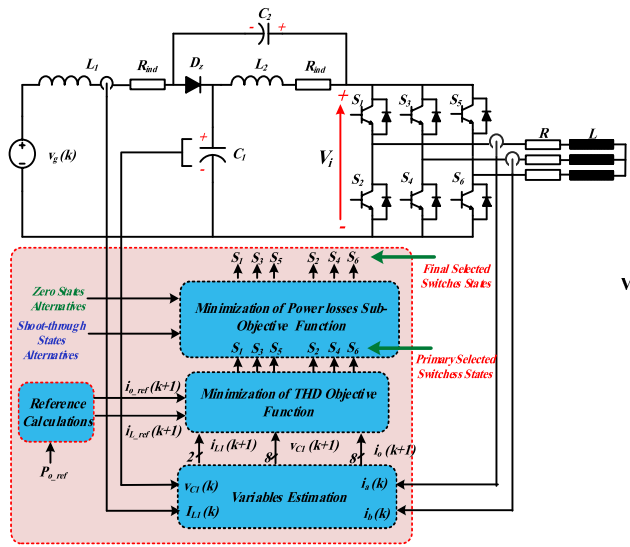 C2
- +
L1
Rind
Dz
L2
Rind
vg(k)
+
-
C1
+
Vi
-
S1
S3
S5
S2
S4
S6
R
L
V
S1 S3 S5 S2 S4 S6
Final Selected
Switches States
Zero States
Alternatives
Shoot-through
States
Alternatives
Minimization of Power losses Sub-
Objective Function
S1 S3 S5 S2 S4 S6
Primary Selected
Switchess States
Reference
Calculations
io_ref(k+1)
iL_ref(k+1)
Po_ref
Minimization of THD Objective
Function
2 iL1(k+1) 8 vC1(k+1) 8 io(k+1)
vC1(k)
IL1(k)
Variables Estimation
ia(k)
ib(k)